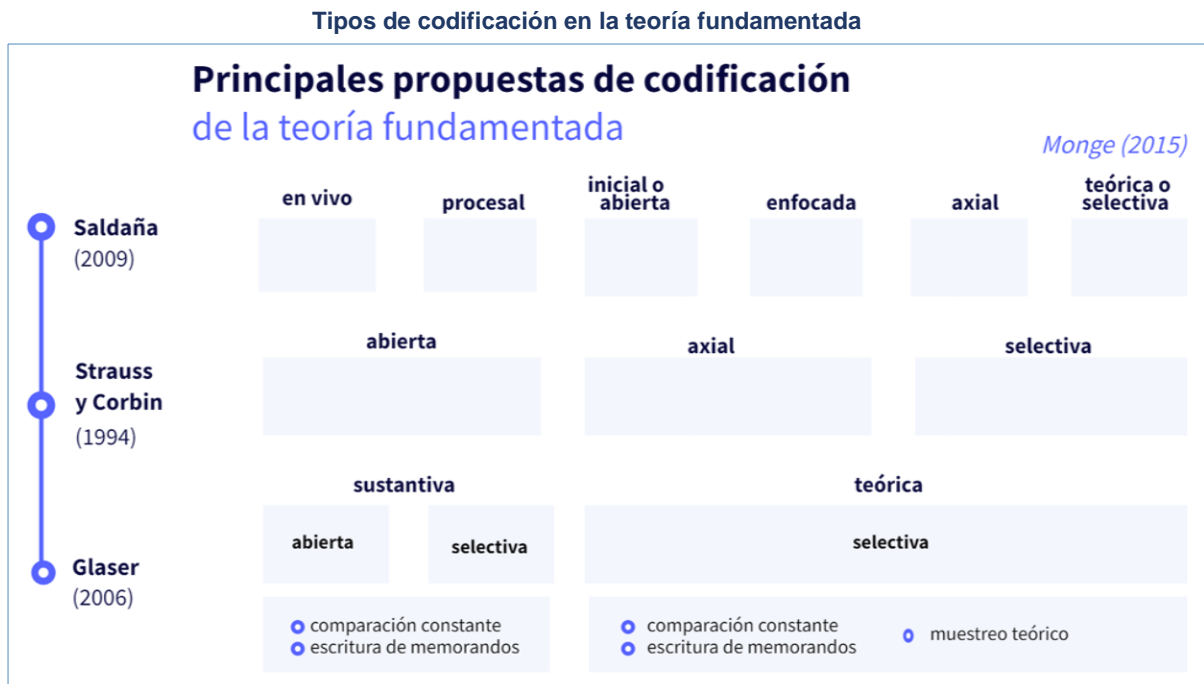 Tipos de codificación en la teoría fundamentada
Principales propuestas de codificación
de la teoría fundamentada
Monge (2015)
en vivo
procesal
inicial o
abierta
enfocada
axial
teórica o
selectiva
Saldaña
(2009)
abierta
axial
selectiva
Strauss
y Corbin
(1994)
sustantiva
teórica
abierta
selectiva
selectiva
Glaser
(2006)
comparación constante
escritura de memorandos
comparación constante
escritura de memorandos
muestreo teórico